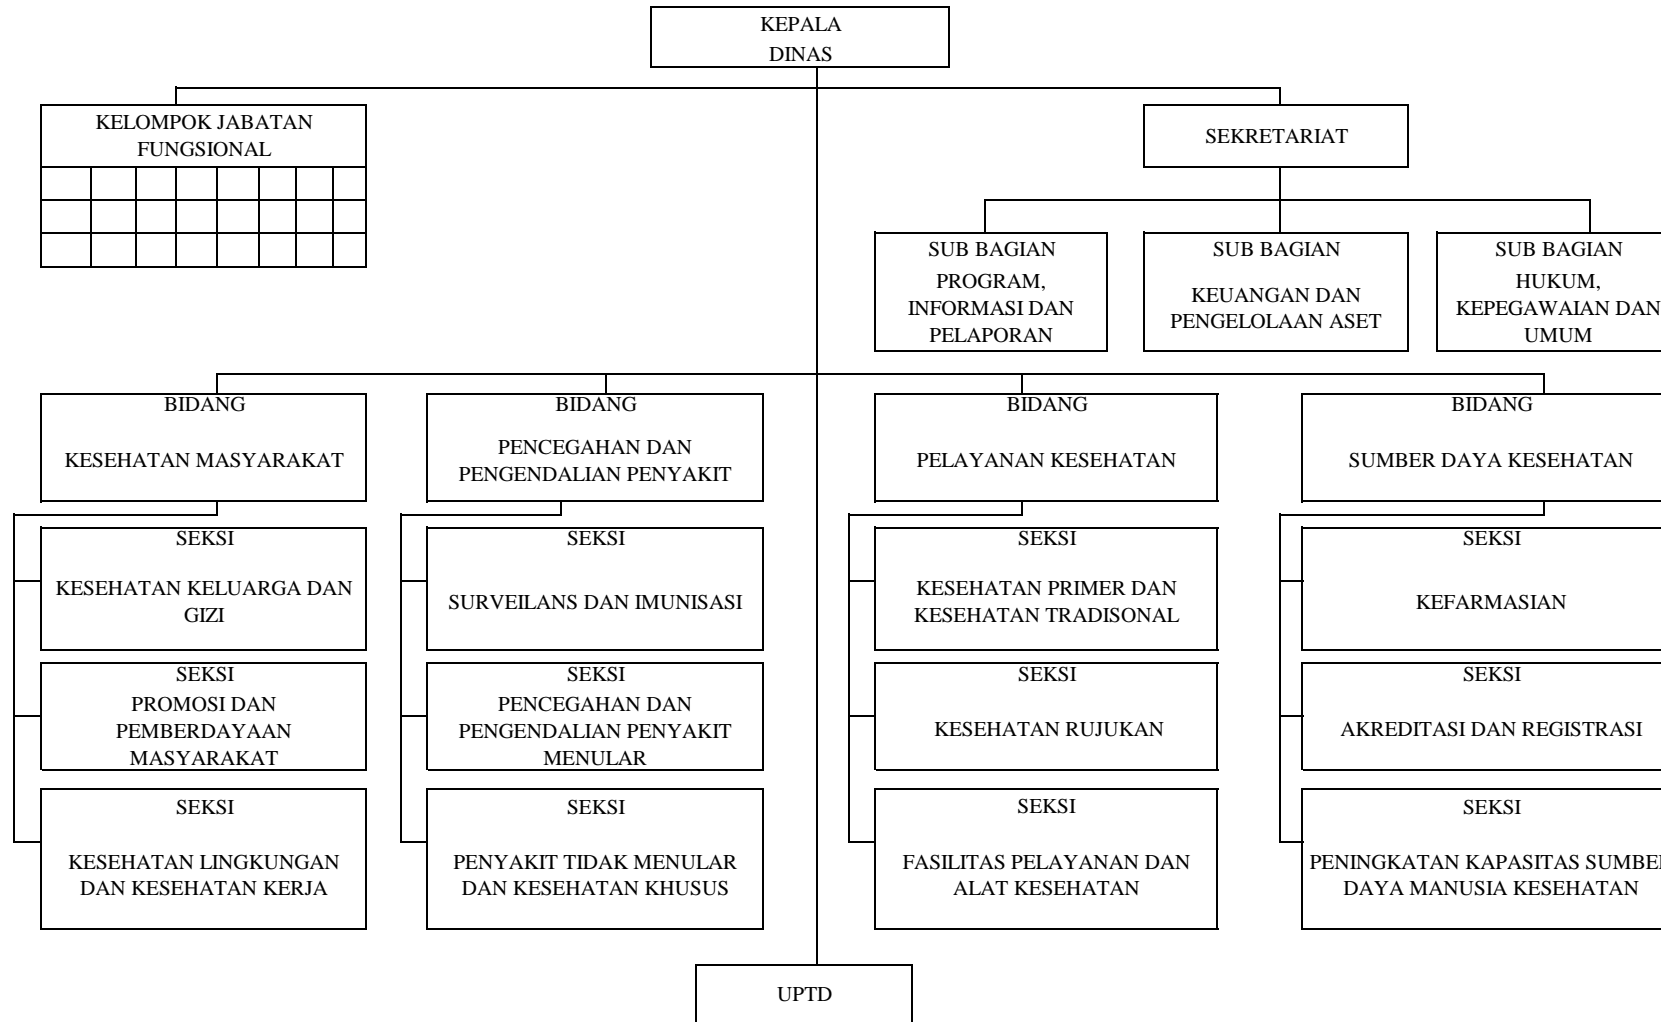 KEPALA
DINAS
KELOMPOK JABATAN
FUNGSIONAL
SEKRETARIAT
SUB BAGIAN
PROGRAM,
INFORMASI DAN
PELAPORAN
SUB BAGIAN
KEUANGAN DAN
PENGELOLAAN ASET
SUB BAGIAN
HUKUM,
KEPEGAWAIAN DAN
UMUM
BIDANG
KESEHATAN MASYARAKAT
BIDANG
PENCEGAHAN DAN
PENGENDALIAN PENYAKIT
BIDANG
PELAYANAN KESEHATAN
BIDANG
SUMBER DAYA KESEHATAN
SEKSI
KESEHATAN KELUARGA DAN
GIZI
SEKSI
SURVEILANS DAN IMUNISASI
SEKSI
KESEHATAN PRIMER DAN
KESEHATAN TRADISONAL
SEKSI
KEFARMASIAN
SEKSI
PROMOSI DAN
PEMBERDAYAAN
MASYARAKAT
SEKSI
PENCEGAHAN DAN
PENGENDALIAN PENYAKIT
MENULAR
SEKSI
KESEHATAN RUJUKAN
SEKSI
AKREDITASI DAN REGISTRASI
SEKSI
KESEHATAN LINGKUNGAN
DAN KESEHATAN KERJA
SEKSI
PENYAKIT TIDAK MENULAR
DAN KESEHATAN KHUSUS
SEKSI
FASILITAS PELAYANAN DAN
ALAT KESEHATAN
SEKSI
PENINGKATAN KAPASITAS SUMBER
DAYA MANUSIA KESEHATAN
UPTD